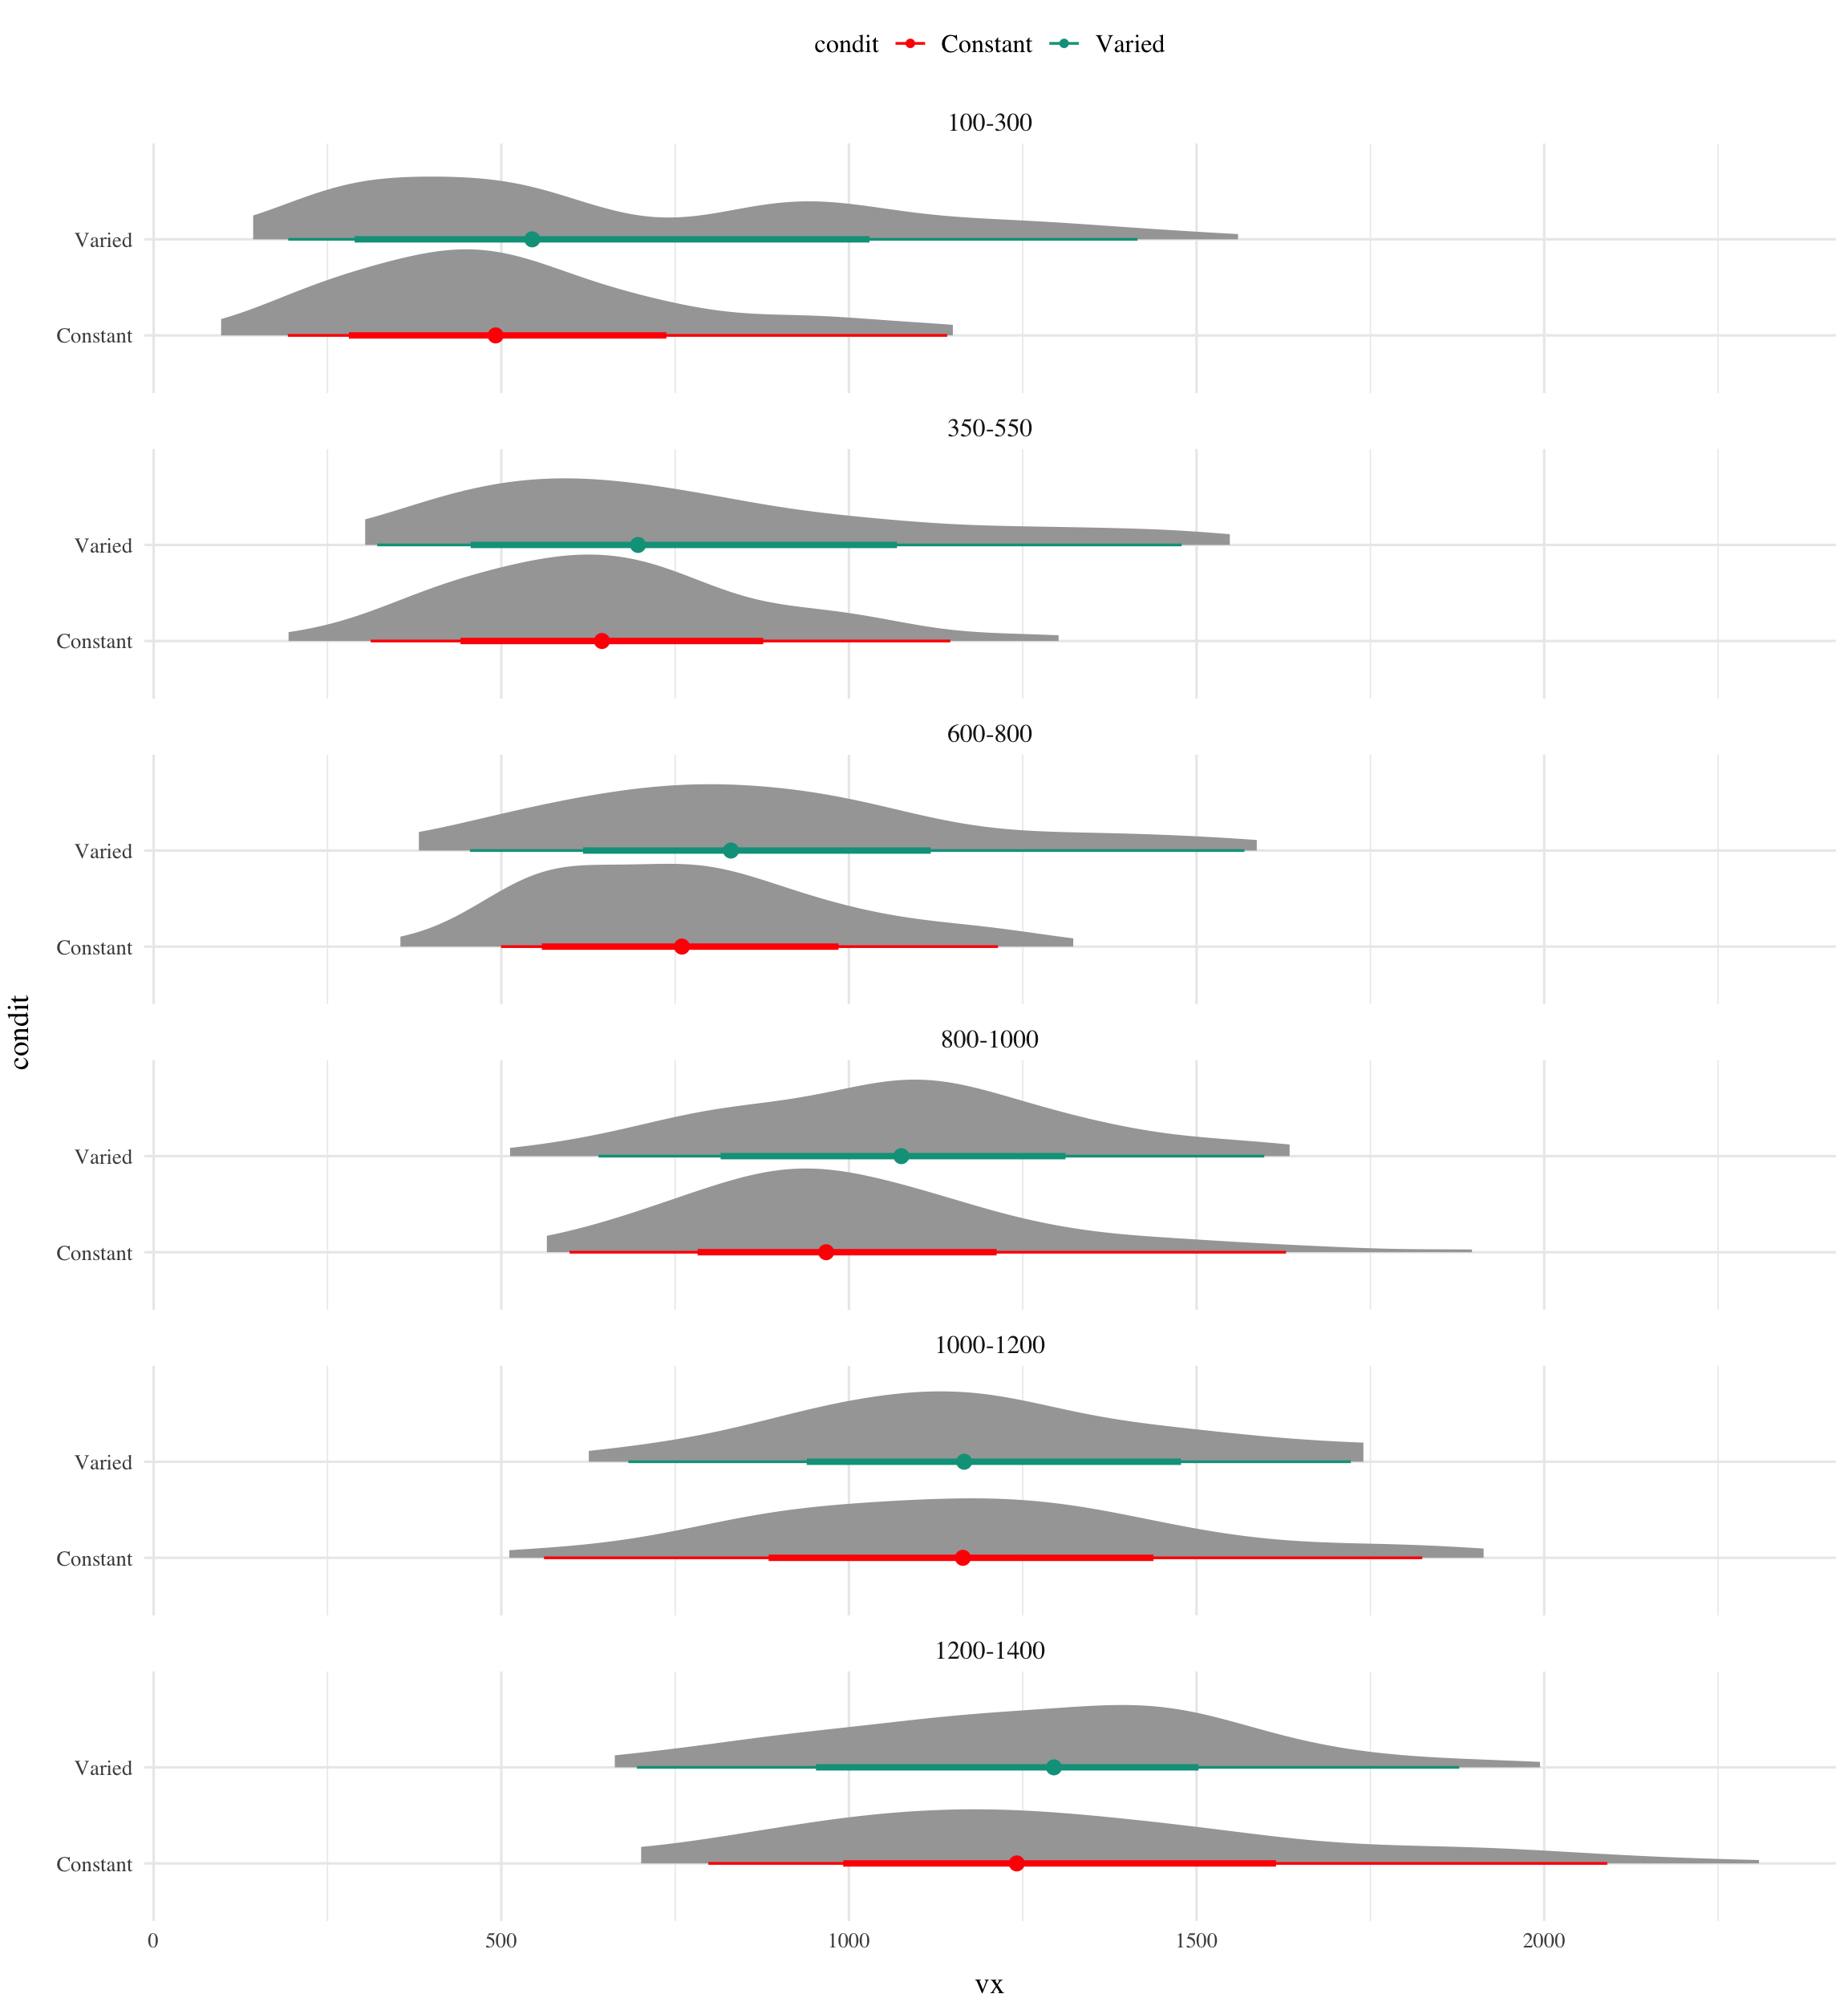 condit Constant Varied
100-300
Varied
Constant
350-550
Varied
Constant
600-800
Varied
Constant
condit
800-1000
Varied
Constant
1000-1200
Varied
Constant
1200-1400
Varied
Constant
0 500 1000 1500 2000
vx